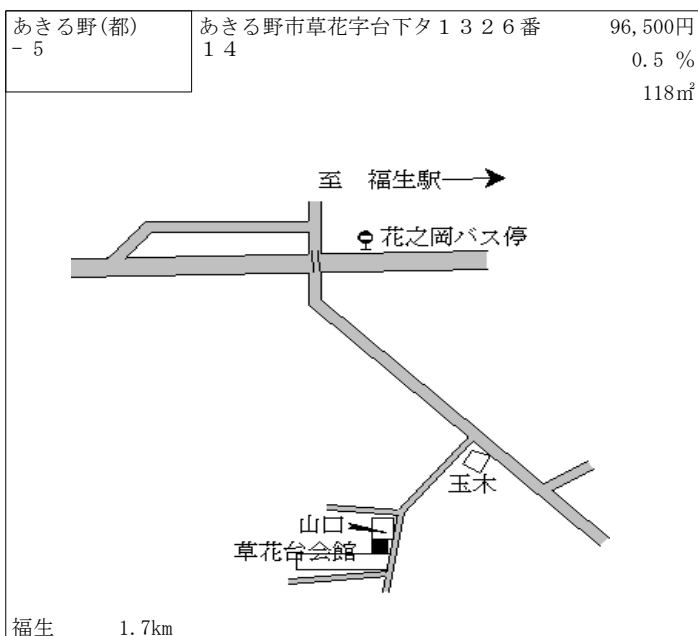 あきる野(都)
－５
あきる野市草花字台下タ１３２６番
１４
96,500円
0.5 %
118㎡
至　福生駅
花之岡バス停
玉木
山口
草花台会館
福生　　1.7km